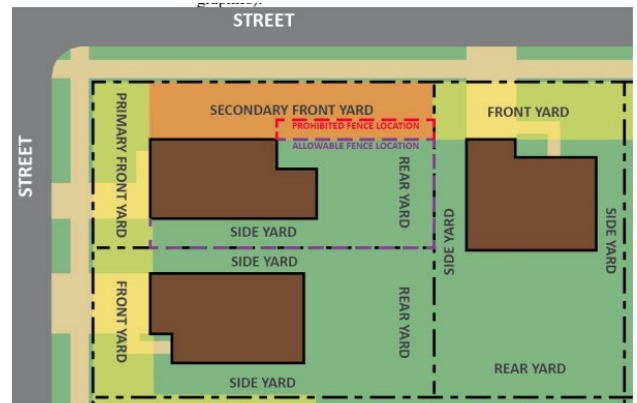 graphics).
STREET
STREET
PRIMARY FRONT YARD
SECONDARY FRONT YARD
FRONT YARD
PROHIBITED FENCE LOCATION
ALLOWABLE FENCE LOCATION
REAR YARD
SIDE YARD
SIDE YARD
SIDE YARD
SIDE YARD
FRONT YARD
REAR YARD
SIDE YARD
REAR YARD